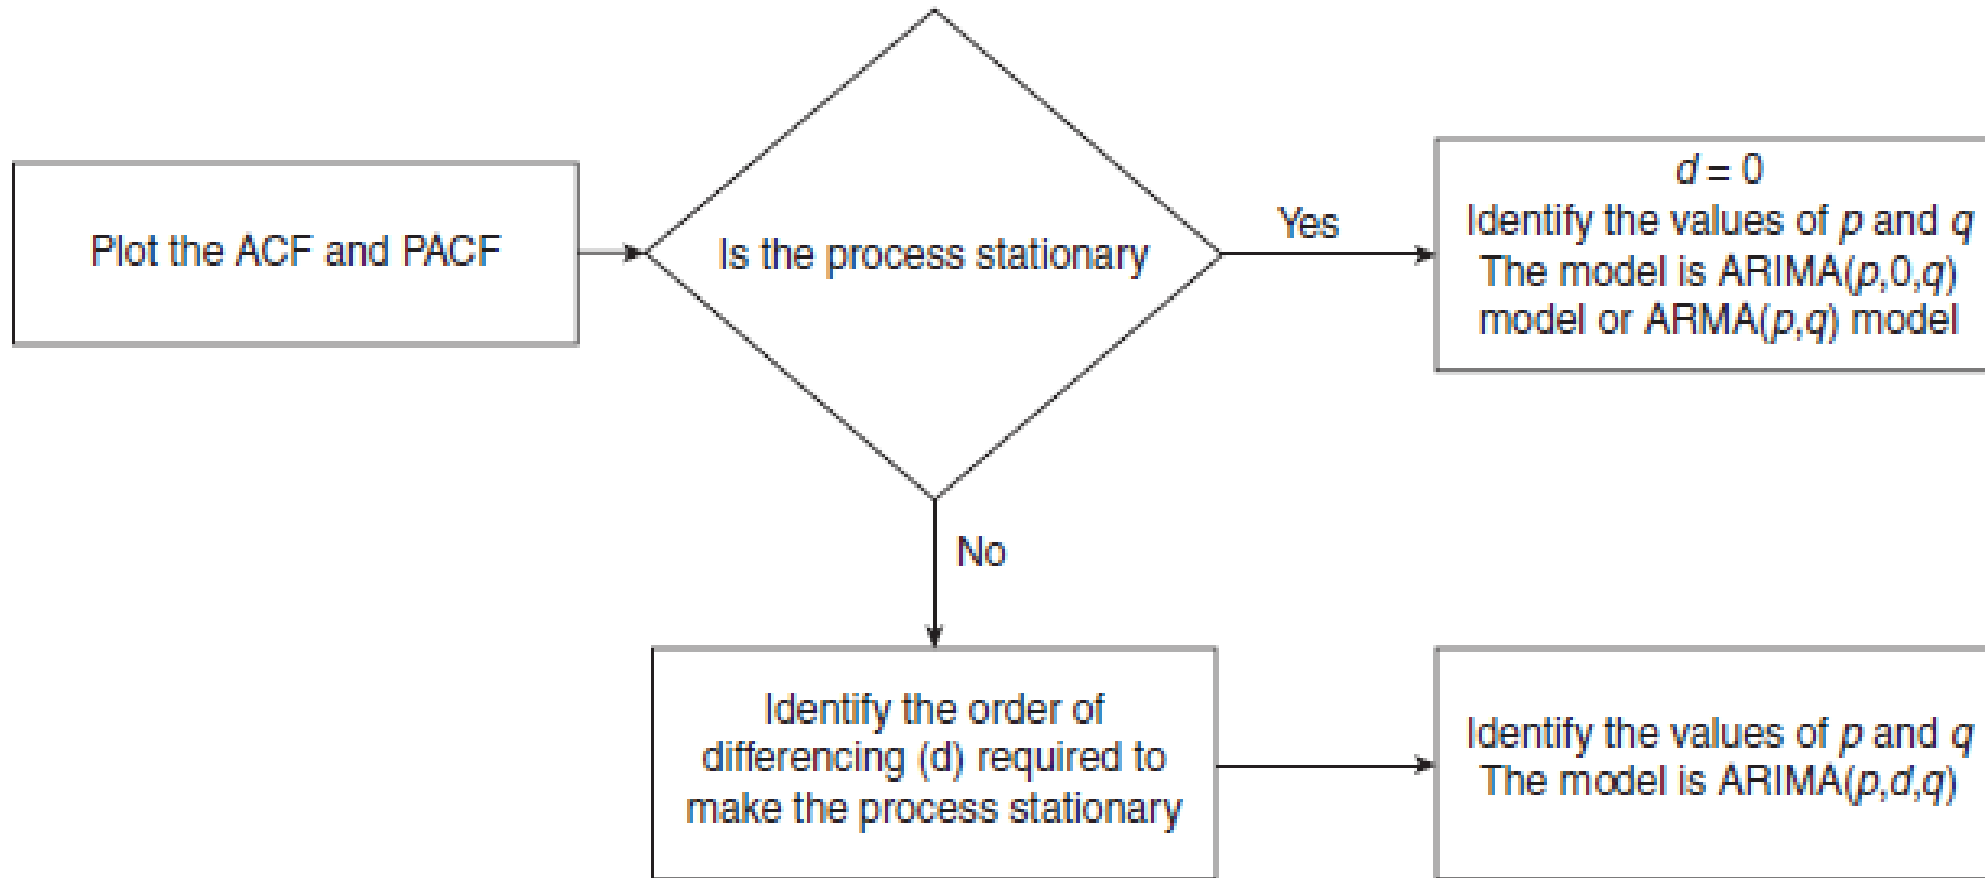 Plot the ACF and PACF
Is the process stationary
Yes
d = 0
Identify the values of p and q
The model is ARIMA(p,0,q)
model or ARMA(p,q) model
No
Identify the order of
differencing (d) required to
make the process stationary
Identify the values of p and q
The model is ARIMA(p,d,q)